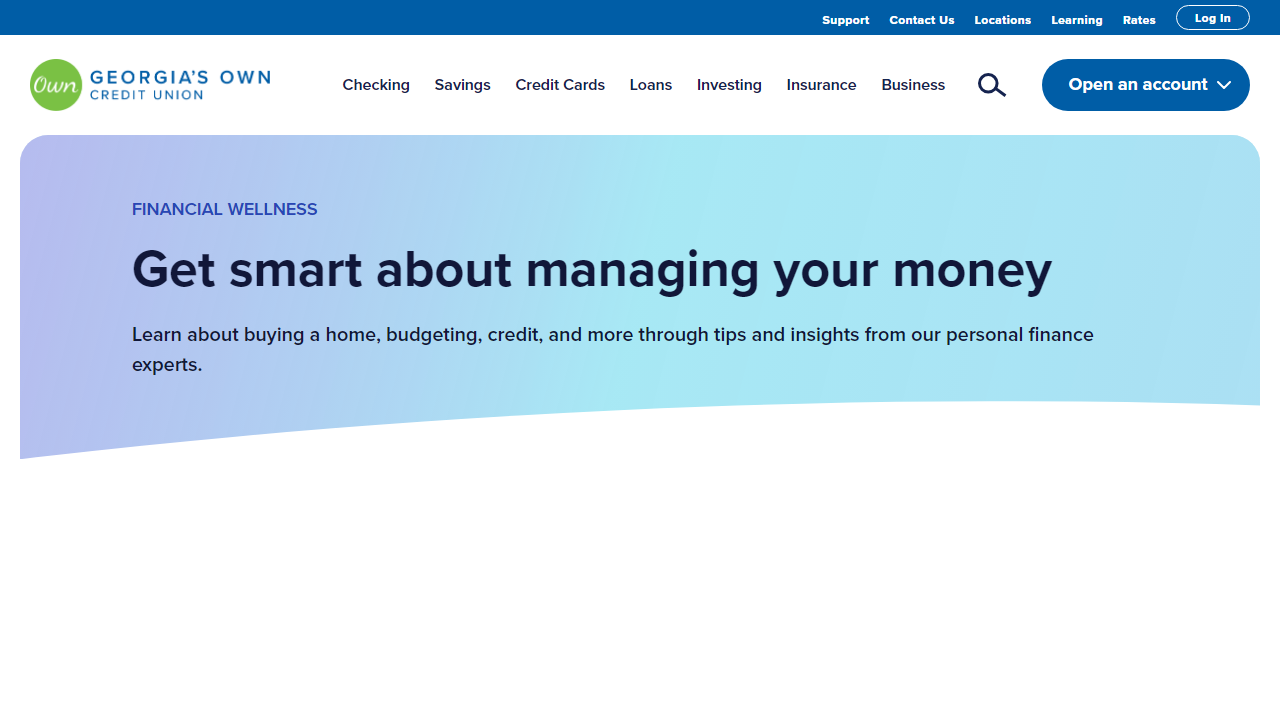 Support Contact Us Locations Learning Rates Log In
Own GEORGIA'S OWN
CREDIT UNION
Checking Savings Credit Cards Loans Investing Insurance Business Open an account
FINANCIAL WELLNESS
Get smart about managing your money
Learn about buying a home, budgeting, credit, and more through tips and insights from our personal finance
experts.